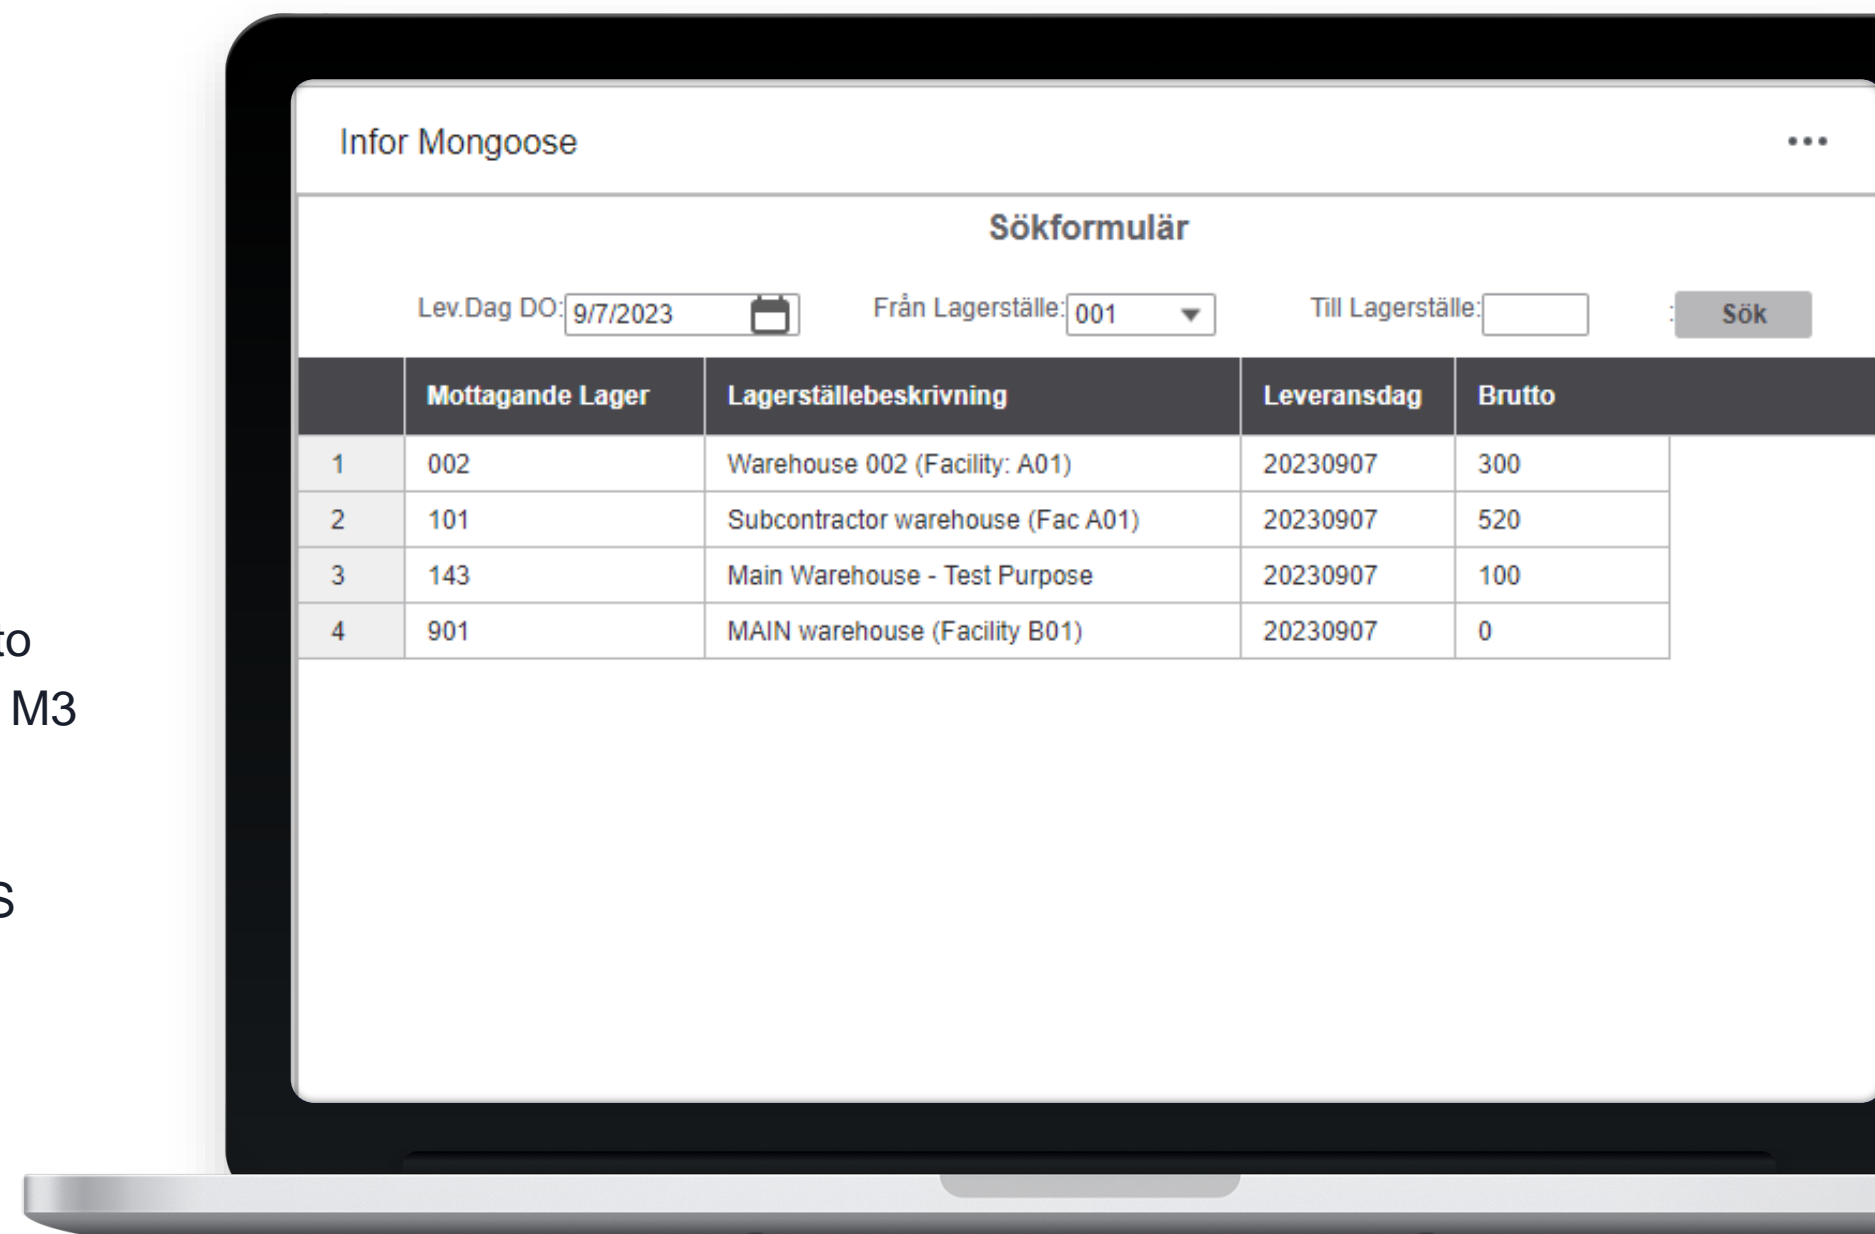 Infor Mongoose
Sökformulär
Lev.Dag DO: 9/7/2023 Från Lagerställe: 001 Till Lagerställe: : Sök
Mottagande Lager Lagerställebeskrivning Leveransdag Brutto
1 002 Warehouse 002 (Facility: A01) 20230907 300
2 101 Subcontractor warehouse (Fac A01) 20230907 520
3 143 Main Warehouse - Test Purpose 20230907 100
4 901 MAIN warehouse (Facility B01) 20230907 0
to
M3
S